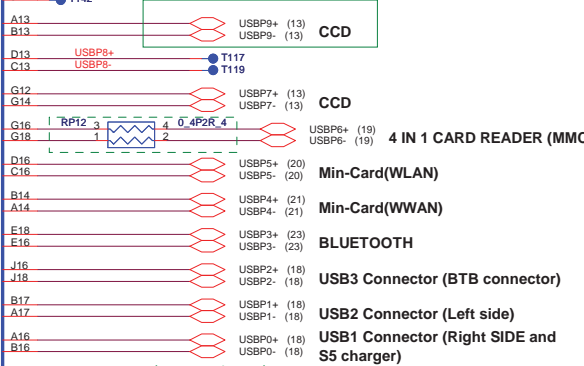 T142
A13 USBP9+ (13)
B13 USBP9- (13) CCD
D13 USBP8+ T117
C13 USBP8- T119
G12 USBP7+ (13)
G14 USBP7- (13) CCD
G16 RP12 3 4 0_4P2R_4 USBP6+ (19)
G18 1 2 USBP6- (19) 4 IN 1 CARD READER (MMC
D16 USBP5+ (20)
C16 USBP5- (20) Min-Card(WLAN)
B14 USBP4+ (21)
A14 USBP4- (21) Min-Card(WWAN)
E18 USBP3+ (23)
E16 USBP3- (23) BLUETOOTH
J16 USBP2+ (18)
J18 USBP2- (18) USB3 Connector (BTB connector)
B17 USBP1+ (18)
A17 USBP1- (18) USB2 Connector (Left side)
A16 USBP0+ (18) USB1 Connector (Right SIDE and
B16 USBP0- (18) S5 charger)